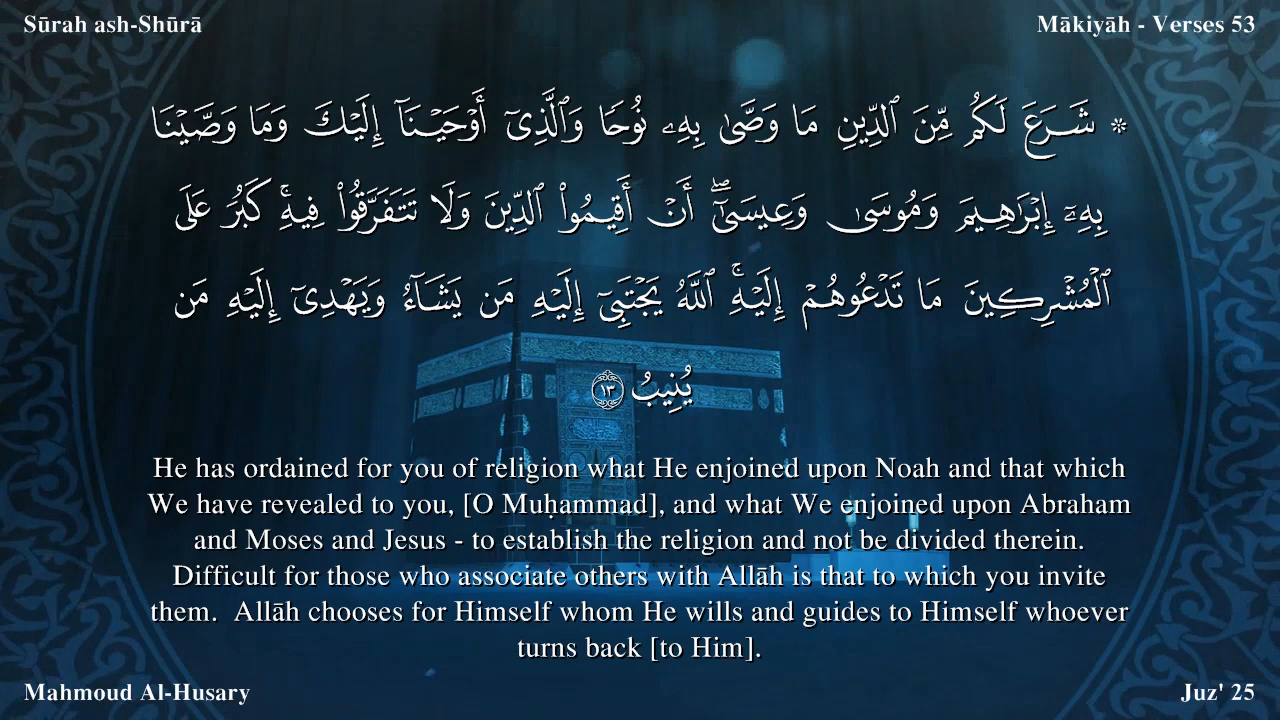 Sūrah ash-Shūrā
Mākiyāh - Verses 53
۞ شَرَعَ لَكُم مِّنَ ٱلدِّينِ مَا وَصَّىٰ بِهِۦ نُوحًا وَٱلَّذِىٓ أَوْحَيْنَآ إِلَيْكَ وَمَا وَصَّيْنَا
بِهِۦٓ إِبْرَٰهِيمَ وَمُوسَىٰ وَعِيسَىٰٓ ۖ أَنْ أَقِيمُوا۟ ٱلدِّينَ وَلَا تَتَفَرَّقُوا۟ فِيهِ ۚ كَبُرَ عَلَى
ٱلْمُشْرِكِينَ مَا تَدْعُوهُمْ إِلَيْهِ ۚ ٱللَّهُ يَجْتَبِىٓ إِلَيْهِ مَن يَشَآءُ وَيَهْدِىٓ إِلَيْهِ مَن
يُنِيبُ ١٣
He has ordained for you of religion what He enjoined upon Noah and that which
We have revealed to you, [O Muḥammad], and what We enjoined upon Abraham
and Moses and Jesus - to establish the religion and not be divided therein.
Difficult for those who associate others with Allāh is that to which you invite
them.  Allāh chooses for Himself whom He wills and guides to Himself whoever
turns back [to Him].
Mahmoud Al-Husary
Juz' 25